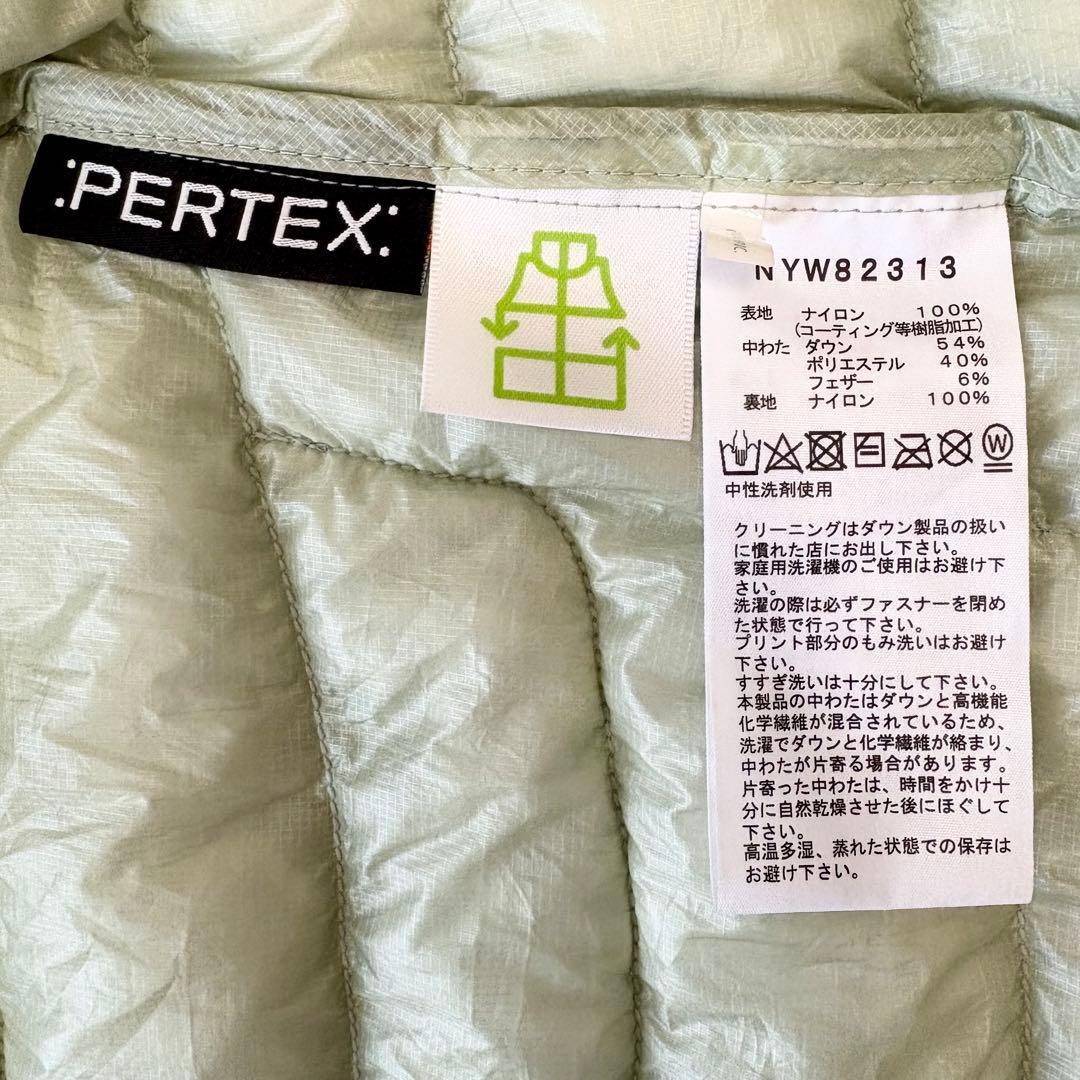 PERTEX
NYW82313
表地 ナイロン 100%
(コーティング等樹脂加工)
中わた ダウン 54%
ポリエステル 40%
フェザー 6%
裏地 ナイロン 100%
W
中性洗剤使用
クリーニングはダウン製品の扱い
に慣れた店にお出し下さい。
家庭用洗濯機のご使用はお避け下
さい。
洗濯の際は必ずファスナーを閉め
た状態で行って下さい。
プリント部分のもみ洗いはお避け
下さい。
すすぎ洗いは十分にして下さい。
本製品の中わたはダウンと高機能
化学繊維が混合されているため、
洗濯でダウンと化学繊維が絡まり、
中わたが片寄る場合があります。
片寄った中わたは、時間をかけ十
分に自然乾燥させた後にほぐして
下さい。
高温多湿、蒸れた状態での保存は
お避け下さい。